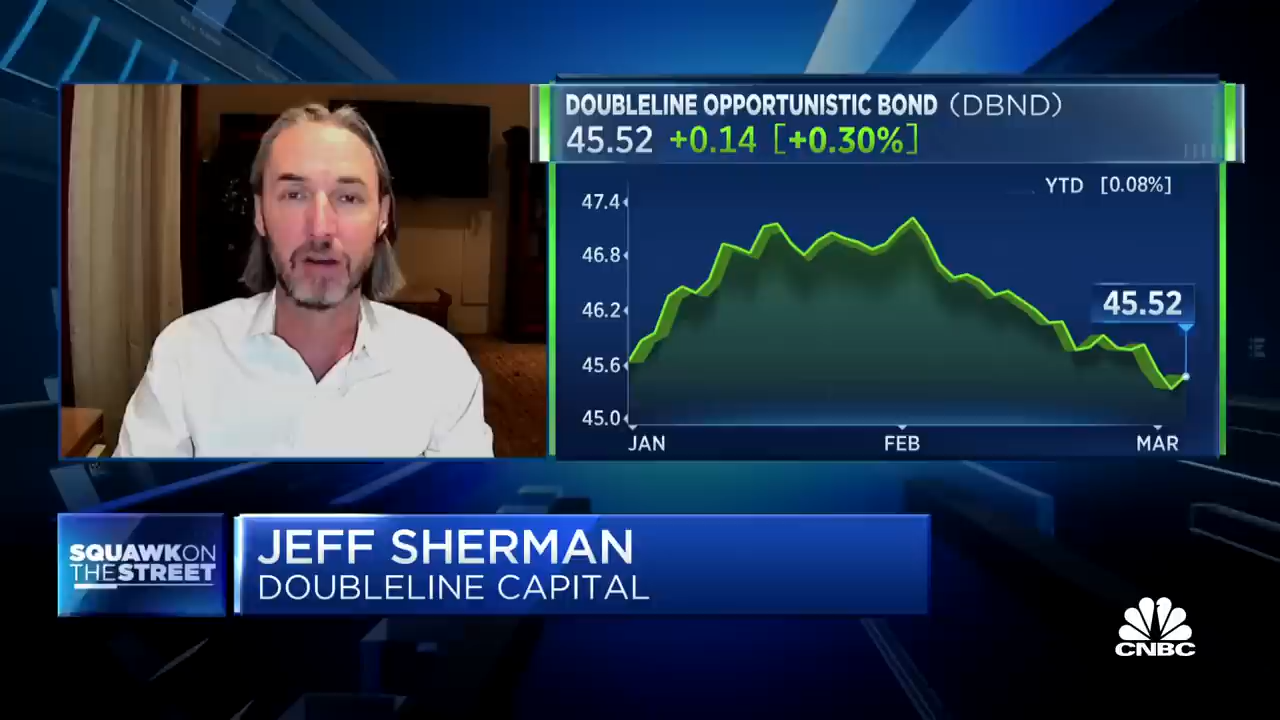 DOUBLELINE OPPORTUNISTIC BOND (DBND)
45.52 +0.14 [+0.30%]
YTD [0.08%]
47.4
46.8
46.2
45.6
45.0
45.52
JAN FEB MAR
SQUAWK ON
THE STREET
JEFF SHERMAN
DOUBLELINE CAPITAL
CNBC